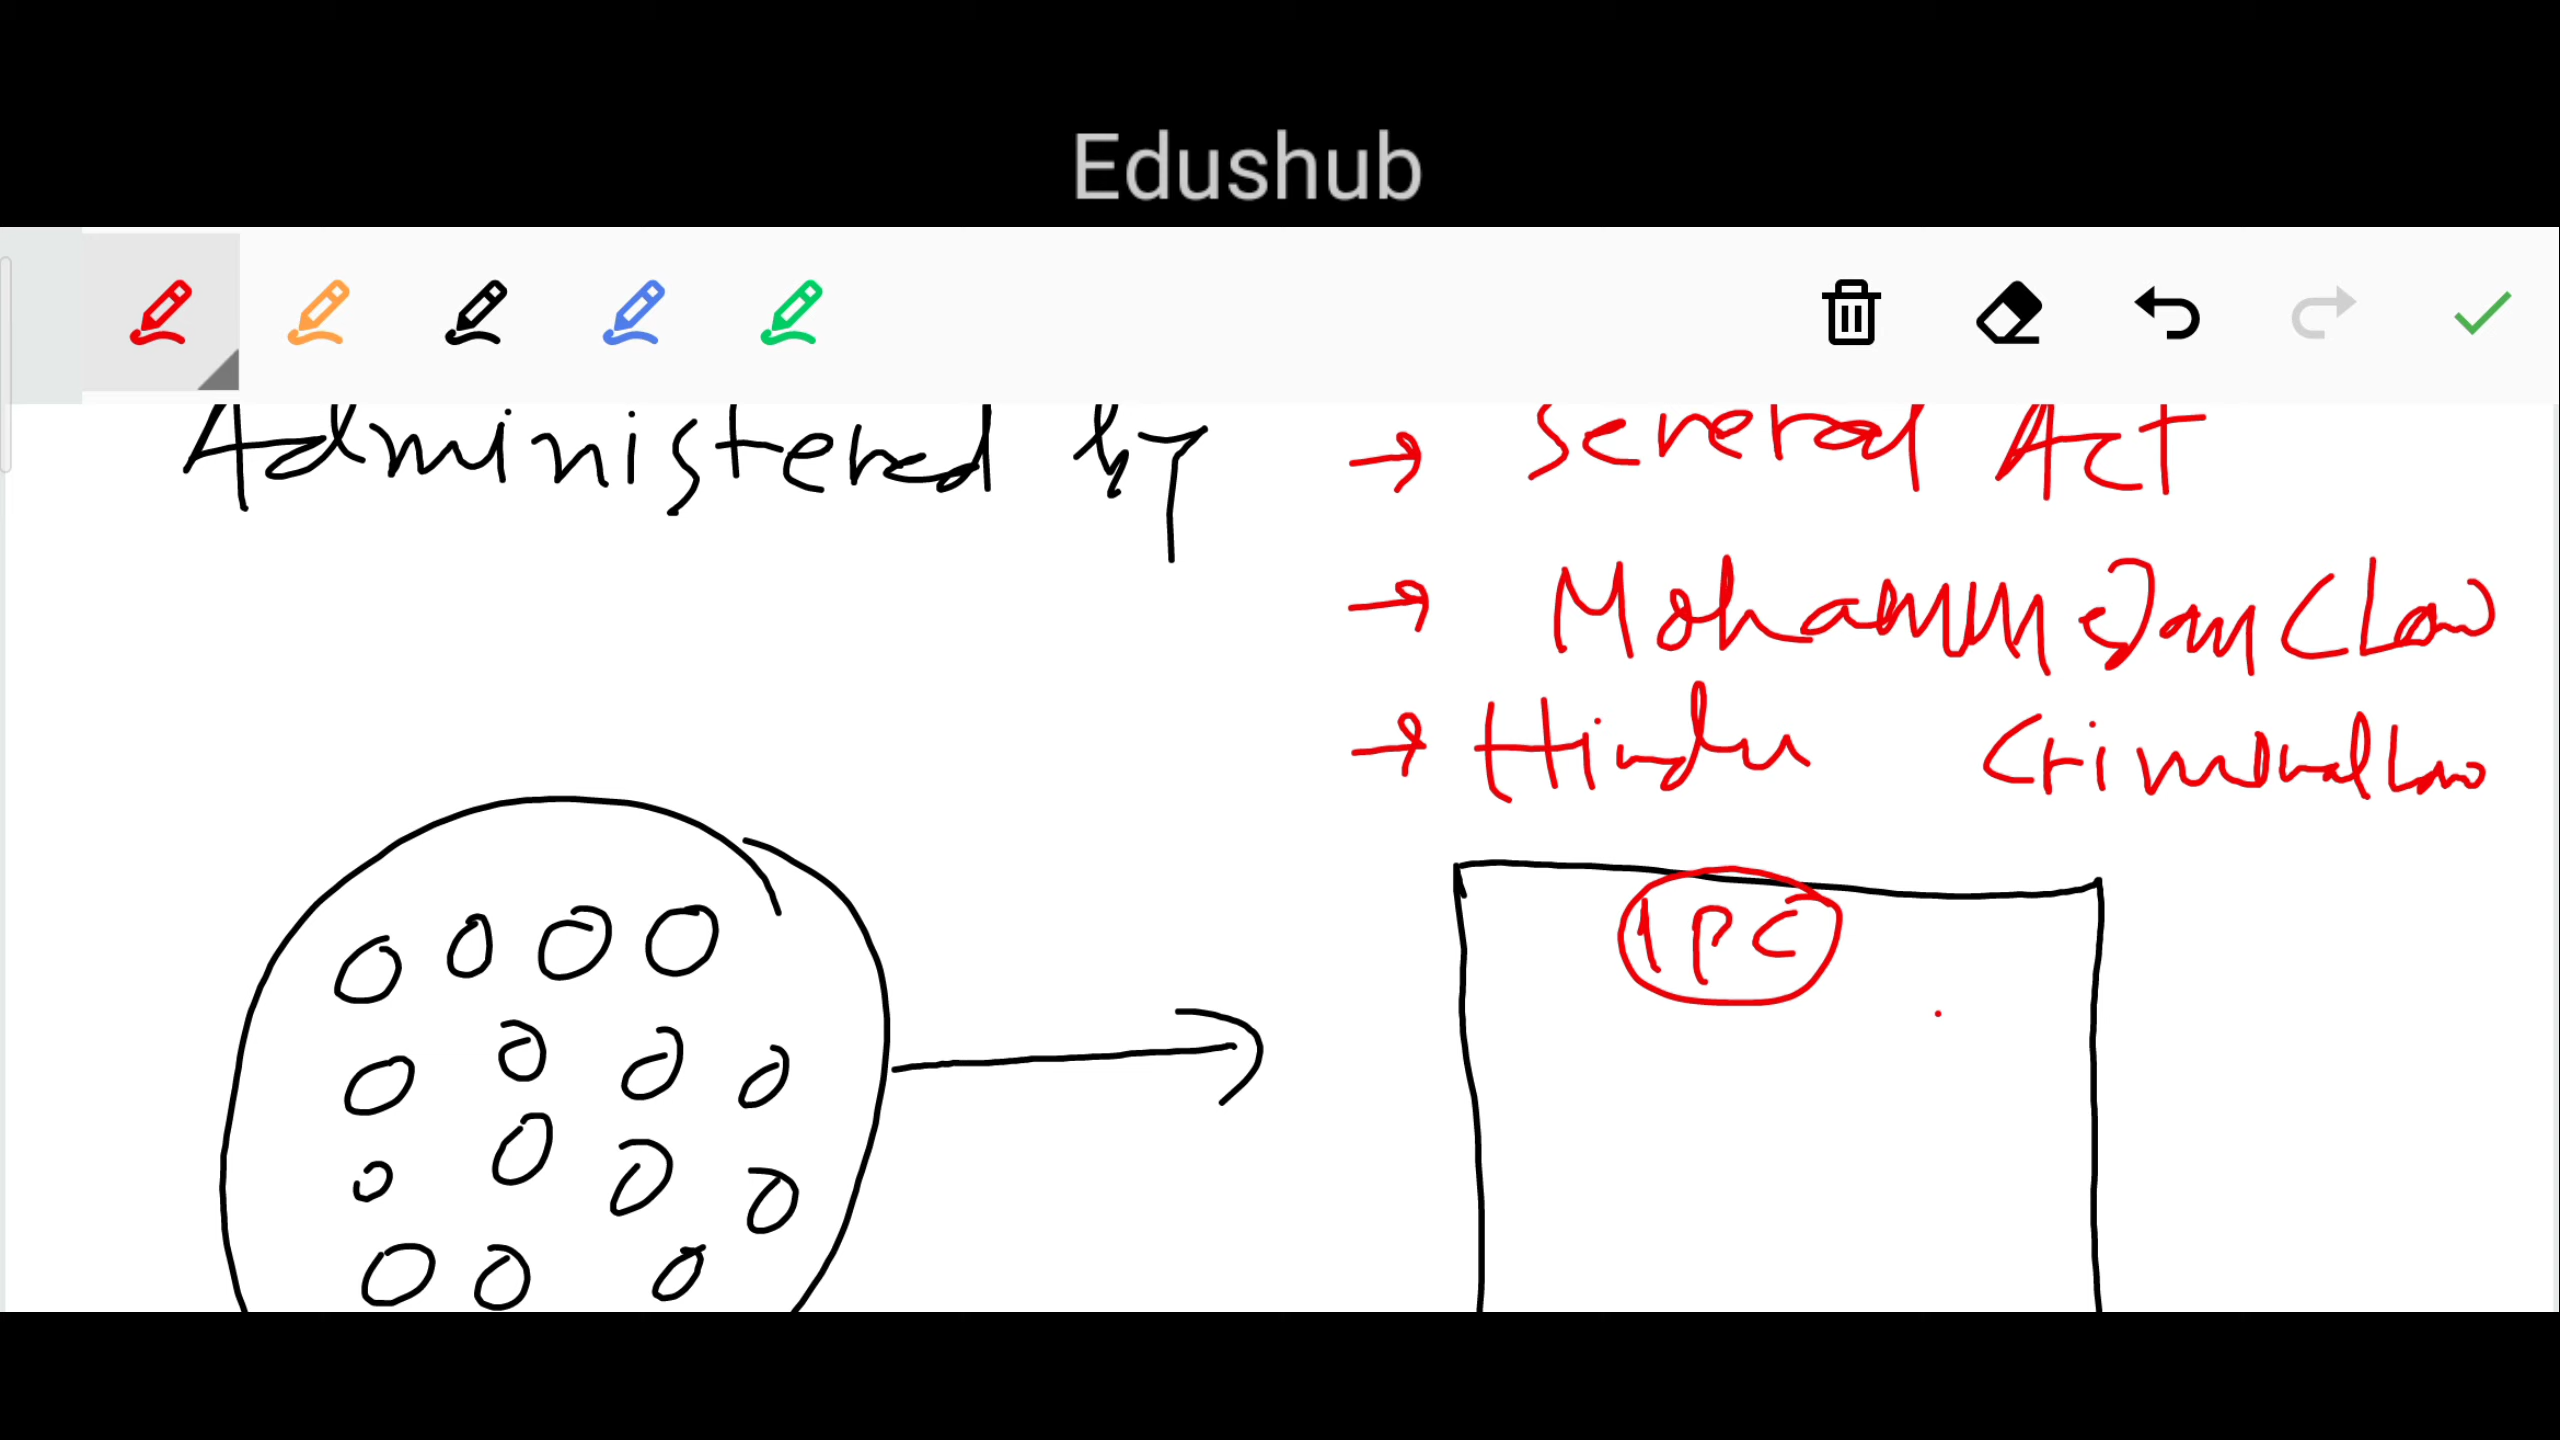 Edushub
Administered by → Several Act
→ Mohammedan C Law
→ Hindu Criminal Law
IPC